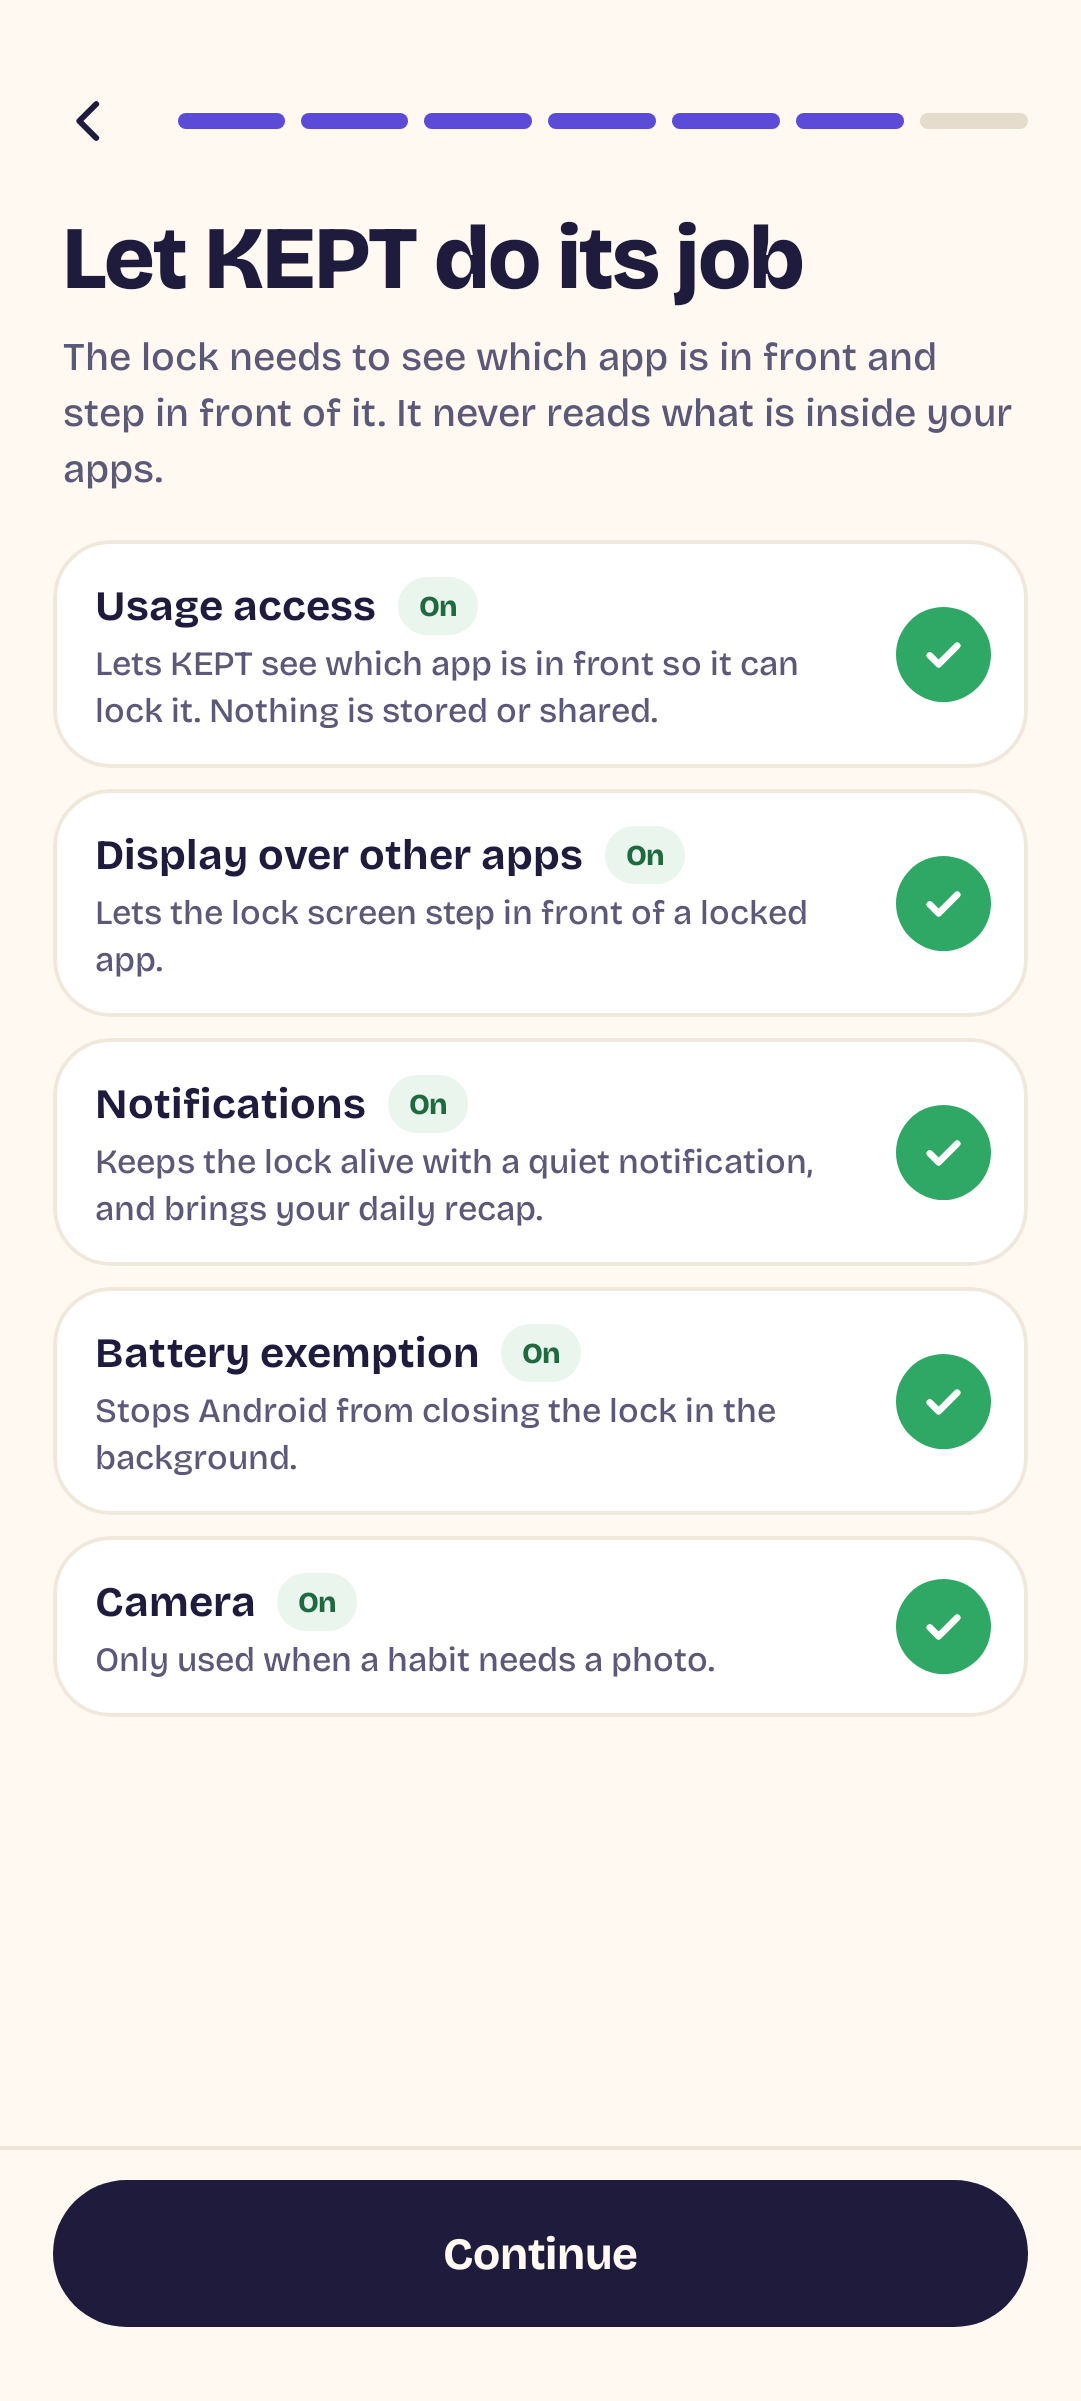 Let KEPT do its job
The lock needs to see which app is in front and
step in front of it. It never reads what is inside your
apps.
Usage access On
Lets KEPT see which app is in front so it can
lock it. Nothing is stored or shared.
Display over other apps On
Lets the lock screen step in front of a locked
app.
Notifications On
Keeps the lock alive with a quiet notification,
and brings your daily recap.
Battery exemption On
Stops Android from closing the lock in the
background.
Camera On
Only used when a habit needs a photo.
Continue